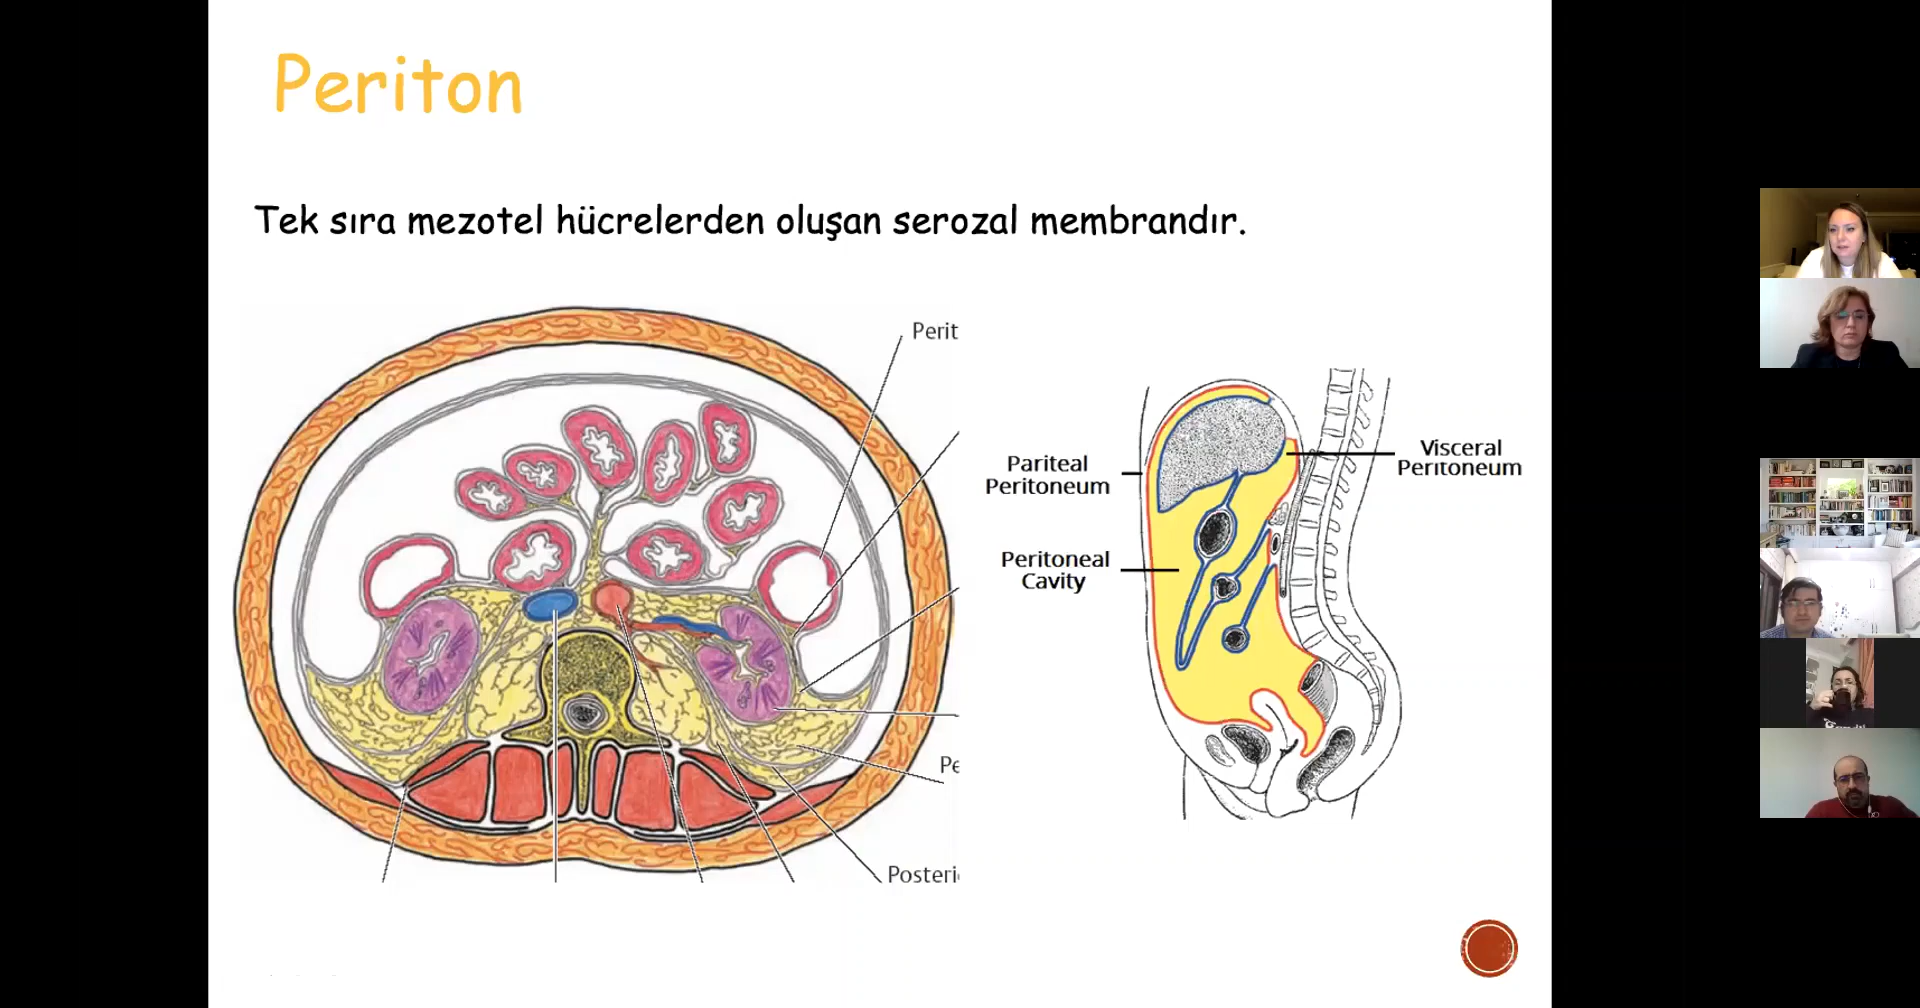 Periton
Tek sıra mezotel hücrelerden oluşan serozal membrandır.
Perit
Pe
Posteri
Pariteal
Peritoneum
Peritoneal
Cavity
Visceral
Peritoneum